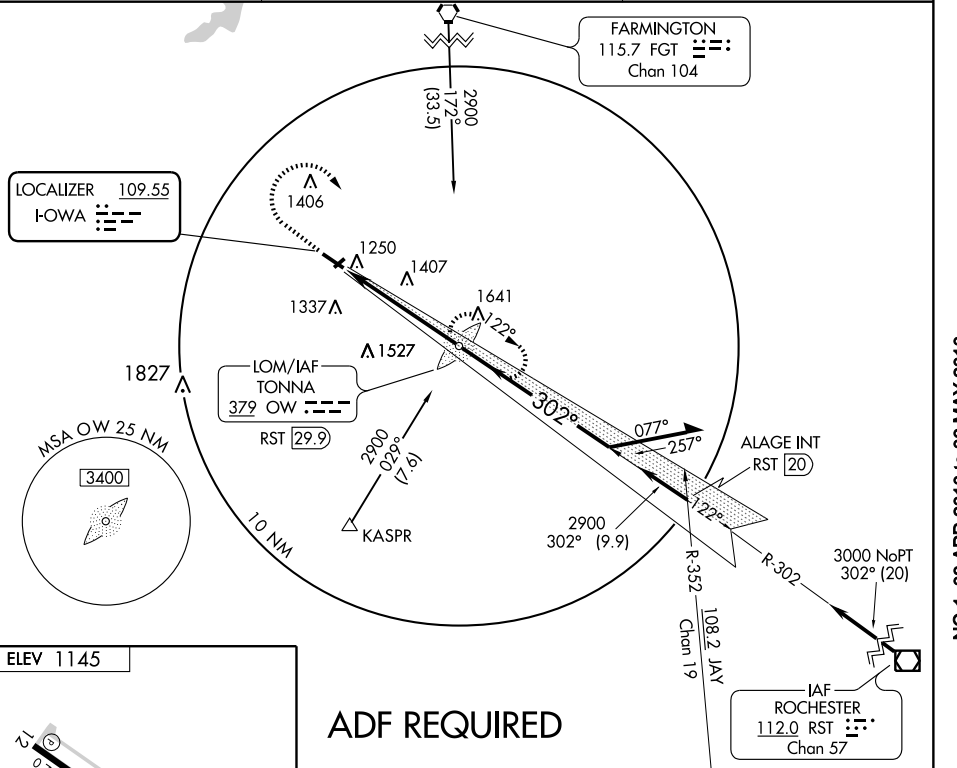 FARMINGTON
115.7 FGT
Chan 104
2900
172°
(33.5)
LOCALIZER 109.55
I-OWA
1406
1250
1407
1337
1641
122°
1527
1827
LOM/IAF
TONNA
379 OW
RST 29.9
302°
077°
257°
ALAGE INT
RST 20
MSA OW 25 NM
3400
2900
029°
(7.6)
KASPR
10 NM
2900
302° (9.9)
122°
R-302
3000 NoPT
302° (20)
R-352
108.2 JAY
Chan 19
IAF
ROCHESTER
112.0 RST
Chan 57
ELEV 1145
ADF REQUIRED
12
P